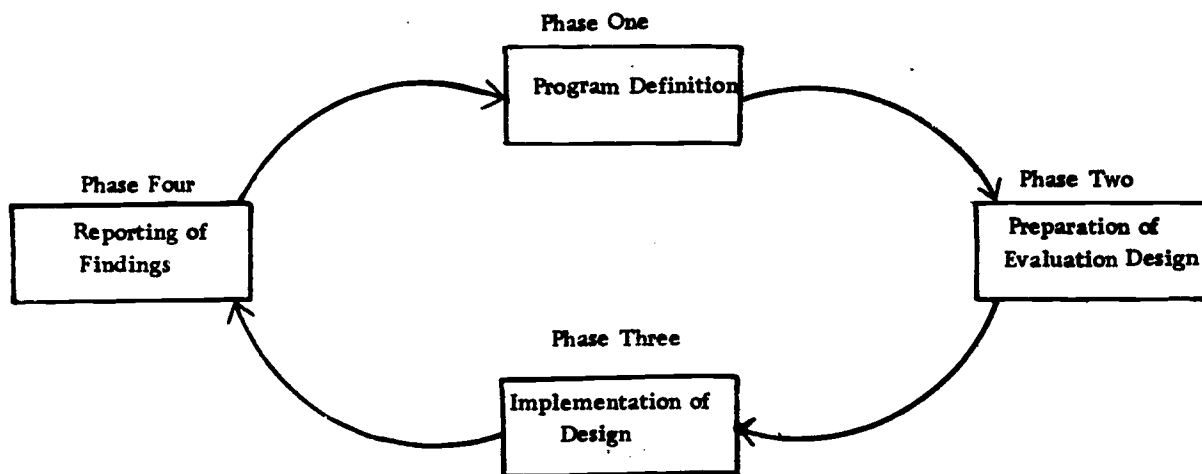 Phase One
Program Definition
Phase Two
Preparation of
Evaluation Design
Phase Three
Implementation of
Design
Phase Four
Reporting of
Findings